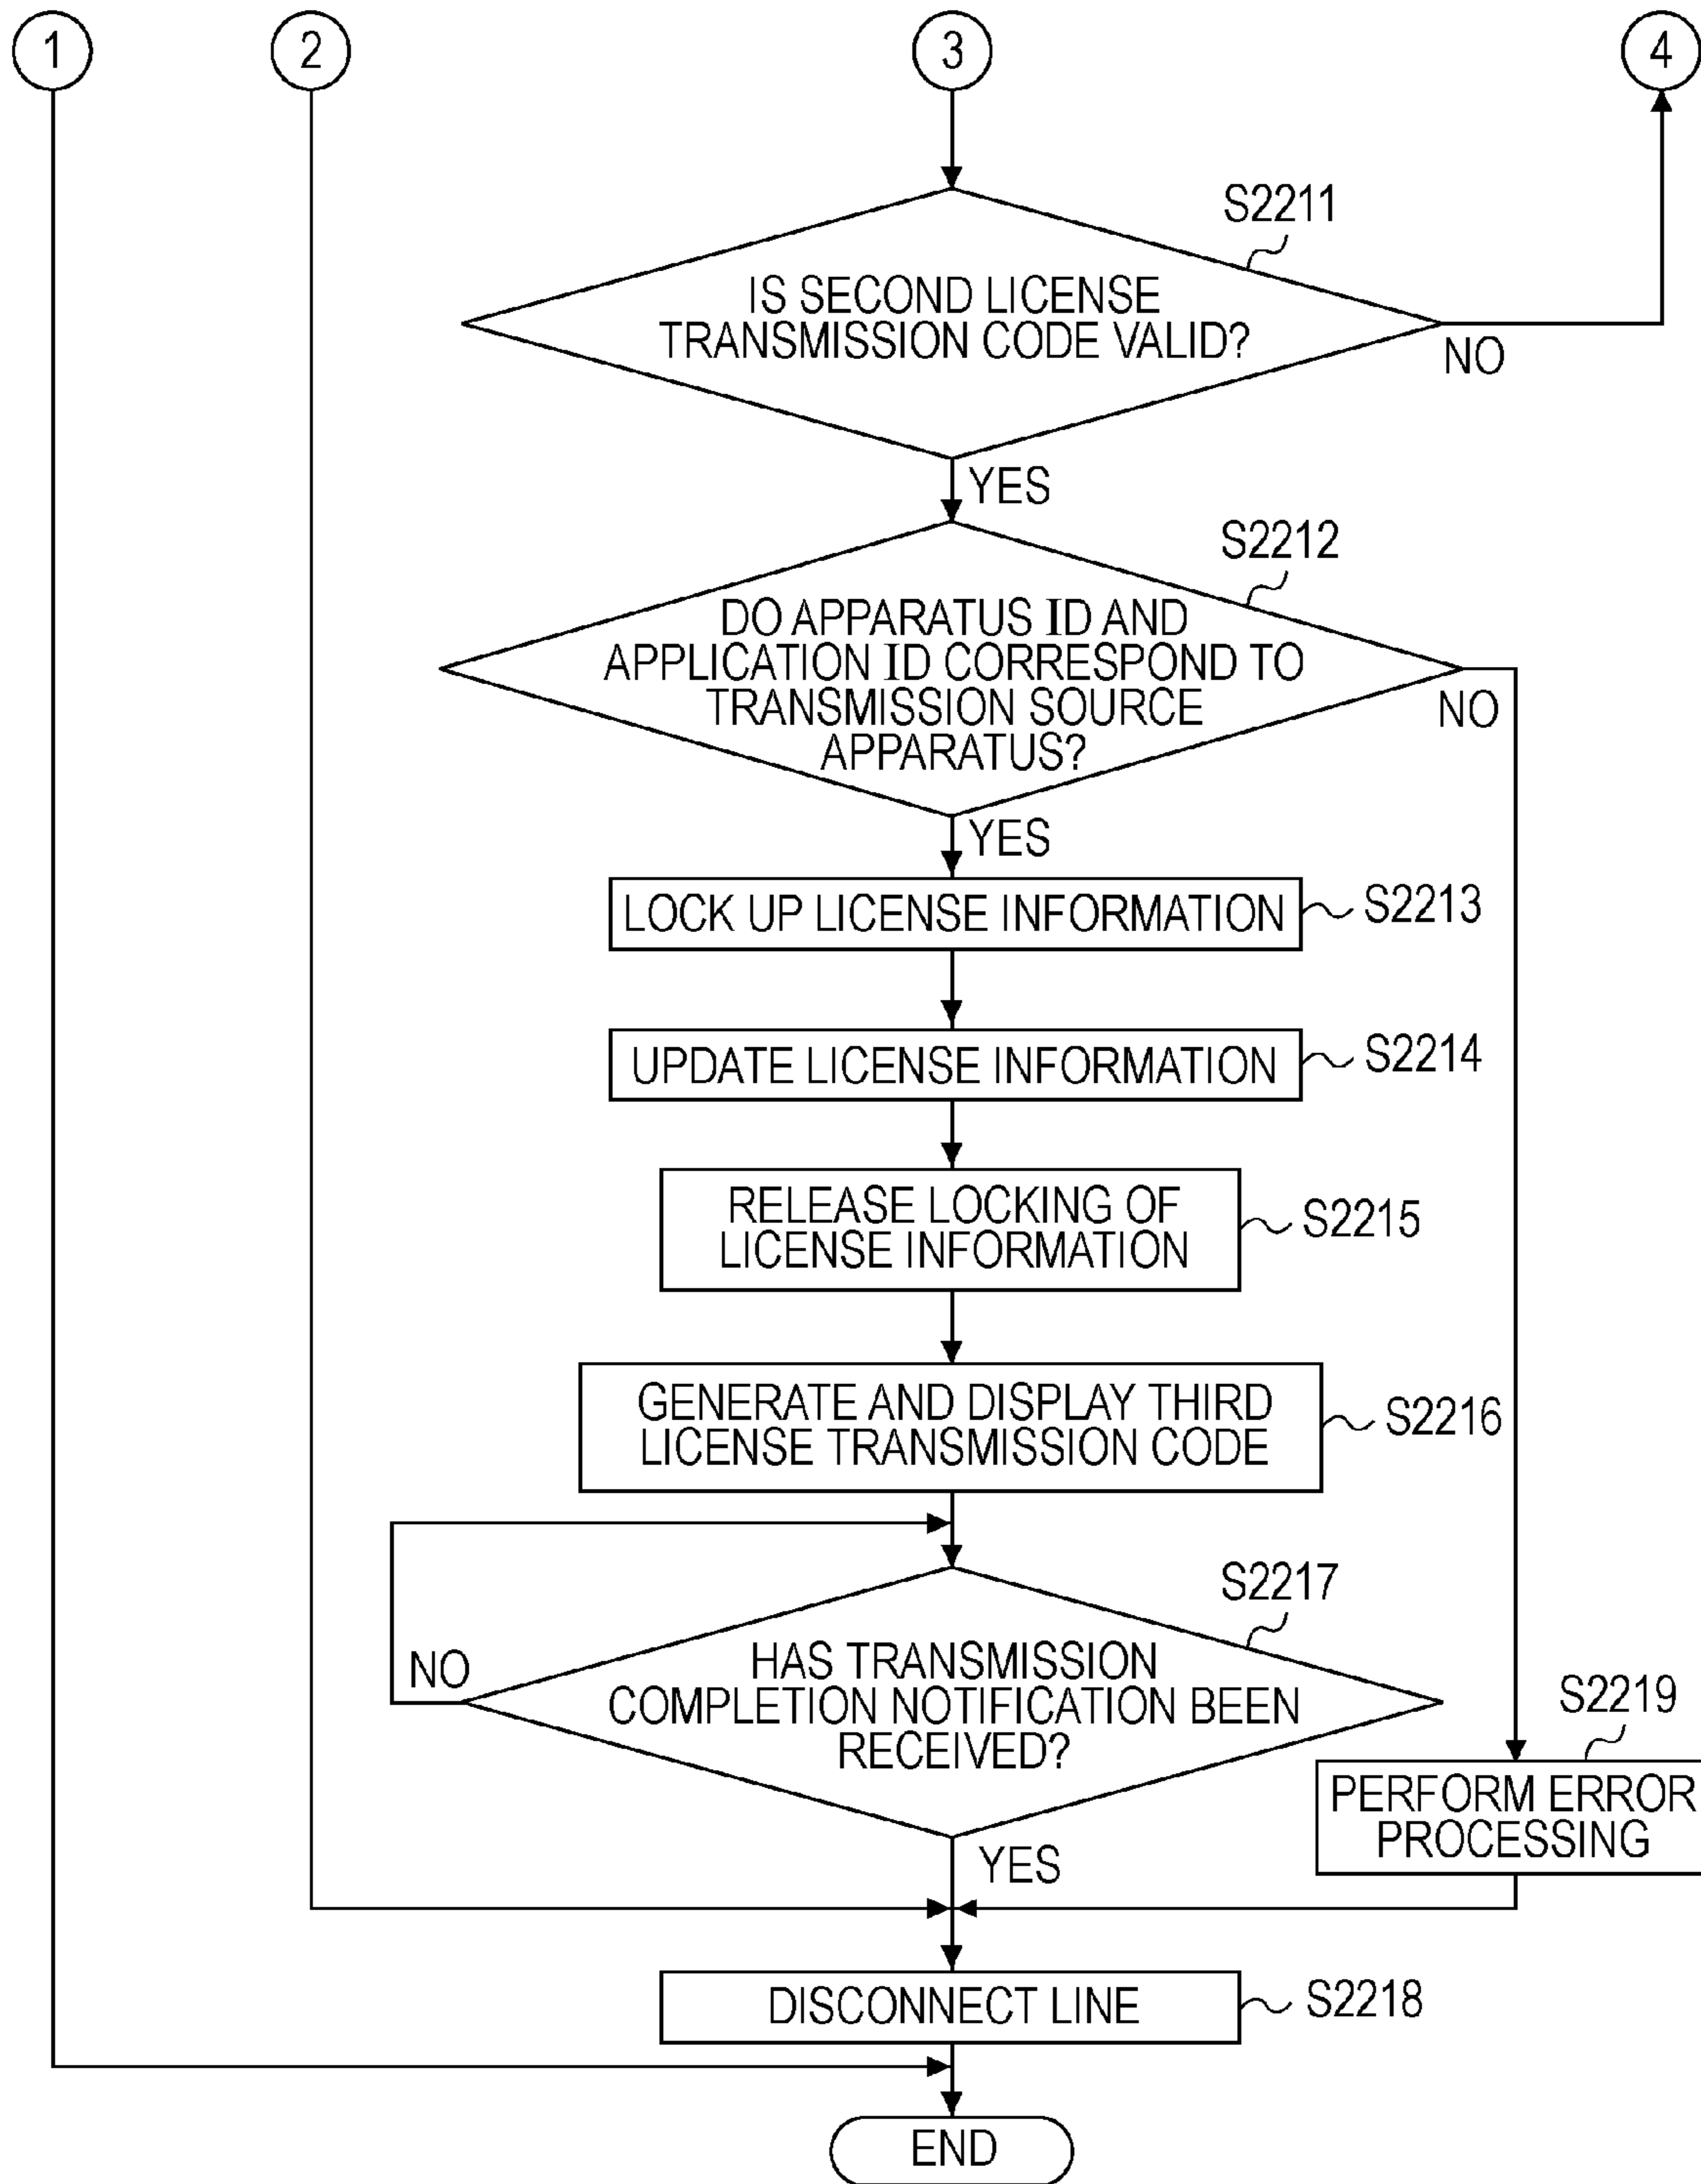 1
2
3
4
S2211
IS SECOND LICENSE
TRANSMISSION CODE VALID?
NO
YES
S2212
DO APPARATUS ID AND
APPLICATION ID CORRESPOND TO
TRANSMISSION SOURCE
APPARATUS?
NO
YES
LOCK UP LICENSE INFORMATION
S2213
UPDATE LICENSE INFORMATION
S2214
RELEASE LOCKING OF
LICENSE INFORMATION
S2215
GENERATE AND DISPLAY THIRD
LICENSE TRANSMISSION CODE
S2216
S2217
HAS TRANSMISSION
COMPLETION NOTIFICATION BEEN
RECEIVED?
NO
YES
S2219
PERFORM ERROR
PROCESSING
DISCONNECT LINE
S2218
END